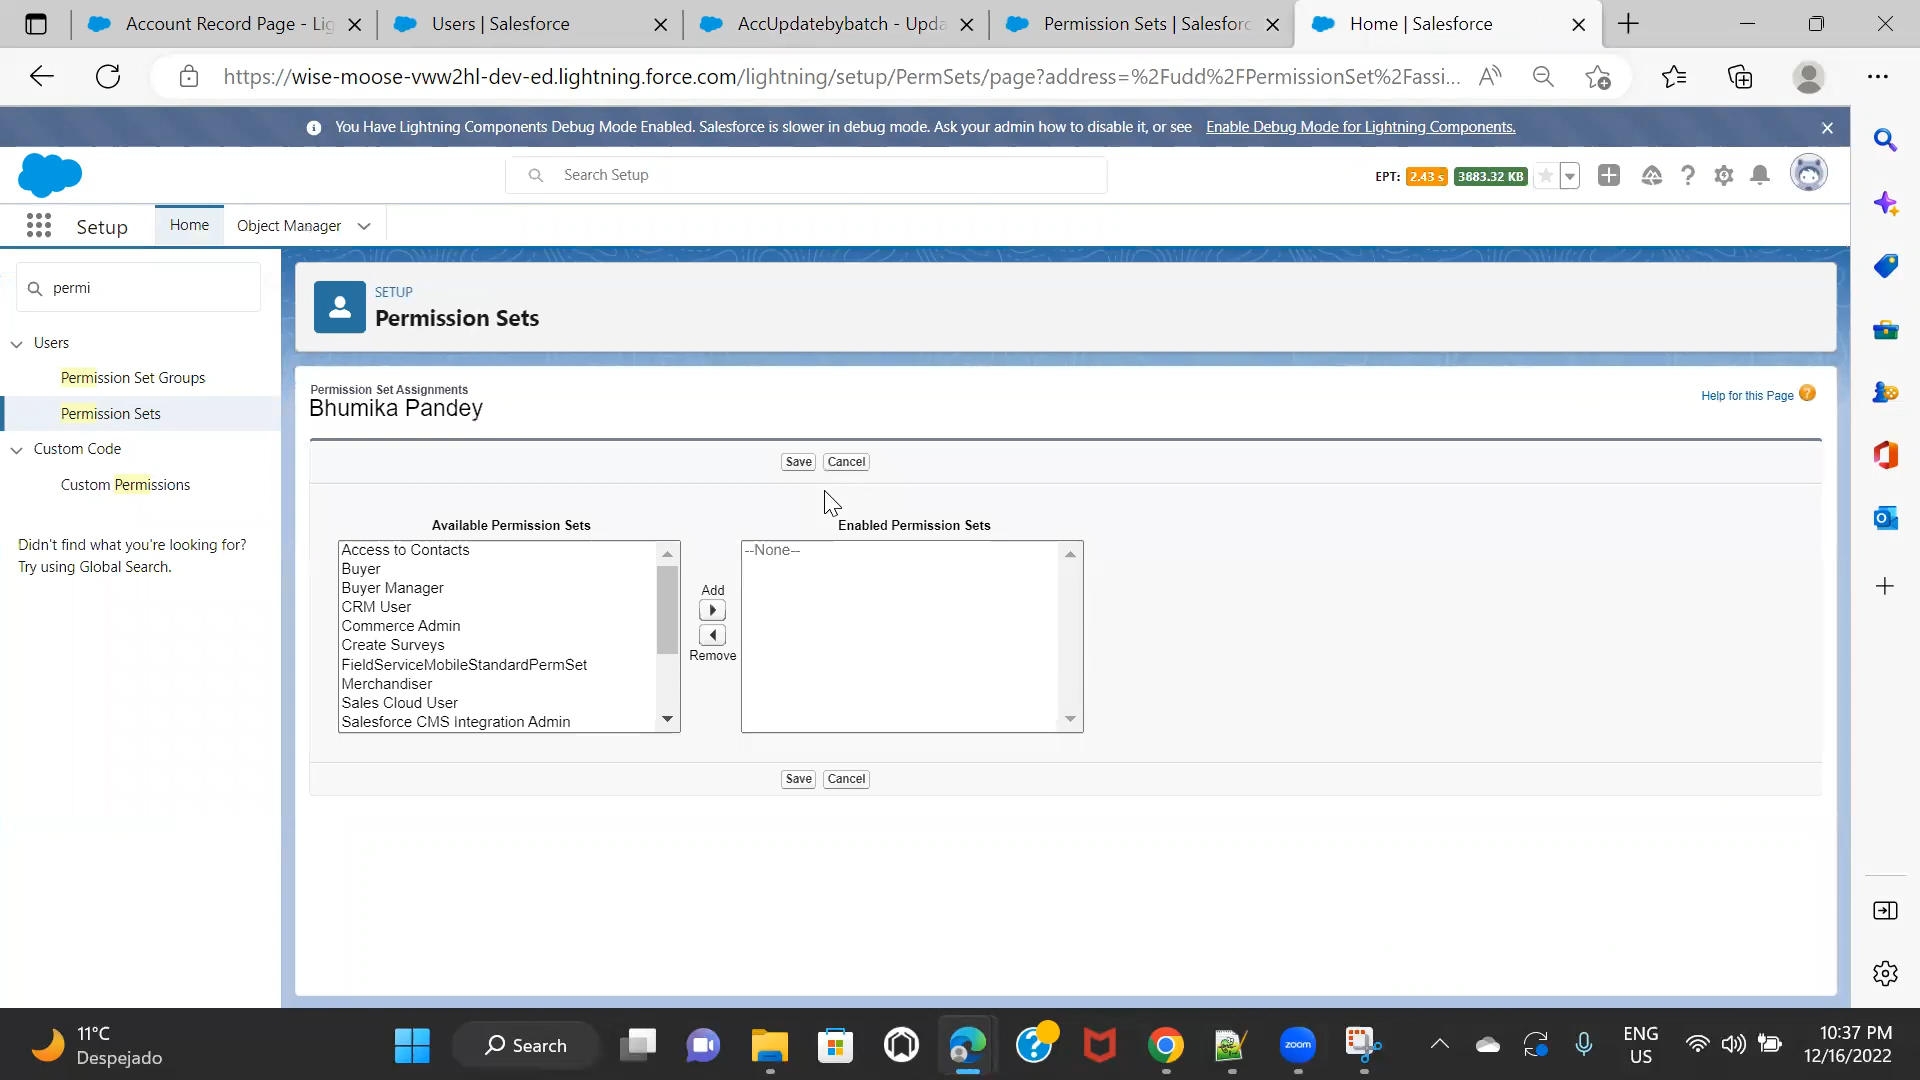 Account Record Page - Lig
Users | Salesforce
AccUpdatebybatch - Upda
Permission Sets | Salesforc
Home | Salesforce
https://wise-moose-vww2hl-dev-ed.lightning.force.com/lightning/setup/PermSets/page?address=%2Fudd%2FPermissionSet%2Fassi...
You Have Lightning Components Debug Mode Enabled. Salesforce is slower in debug mode. Ask your admin how to disable it, or see Enable Debug Mode for Lightning Components.
Search Setup
EPT: 2.43 s 3883.32 KB
Setup
Home
Object Manager
permi
Users
Permission Set Groups
Permission Sets
Custom Code
Custom Permissions
Didn't find what you're looking for?
Try using Global Search.
SETUP
Permission Sets
Permission Set Assignments
Bhumika Pandey
Help for this Page
Save Cancel
Available Permission Sets
Access to Contacts
Buyer
Buyer Manager
CRM User
Commerce Admin
Create Surveys
FieldServiceMobileStandardPermSet
Merchandiser
Sales Cloud User
Salesforce CMS Integration Admin
Add
Remove
Enabled Permission Sets
--None--
Save Cancel
11°C
Despejado
Search
zoom
ENG
US
10:37 PM
12/16/2022